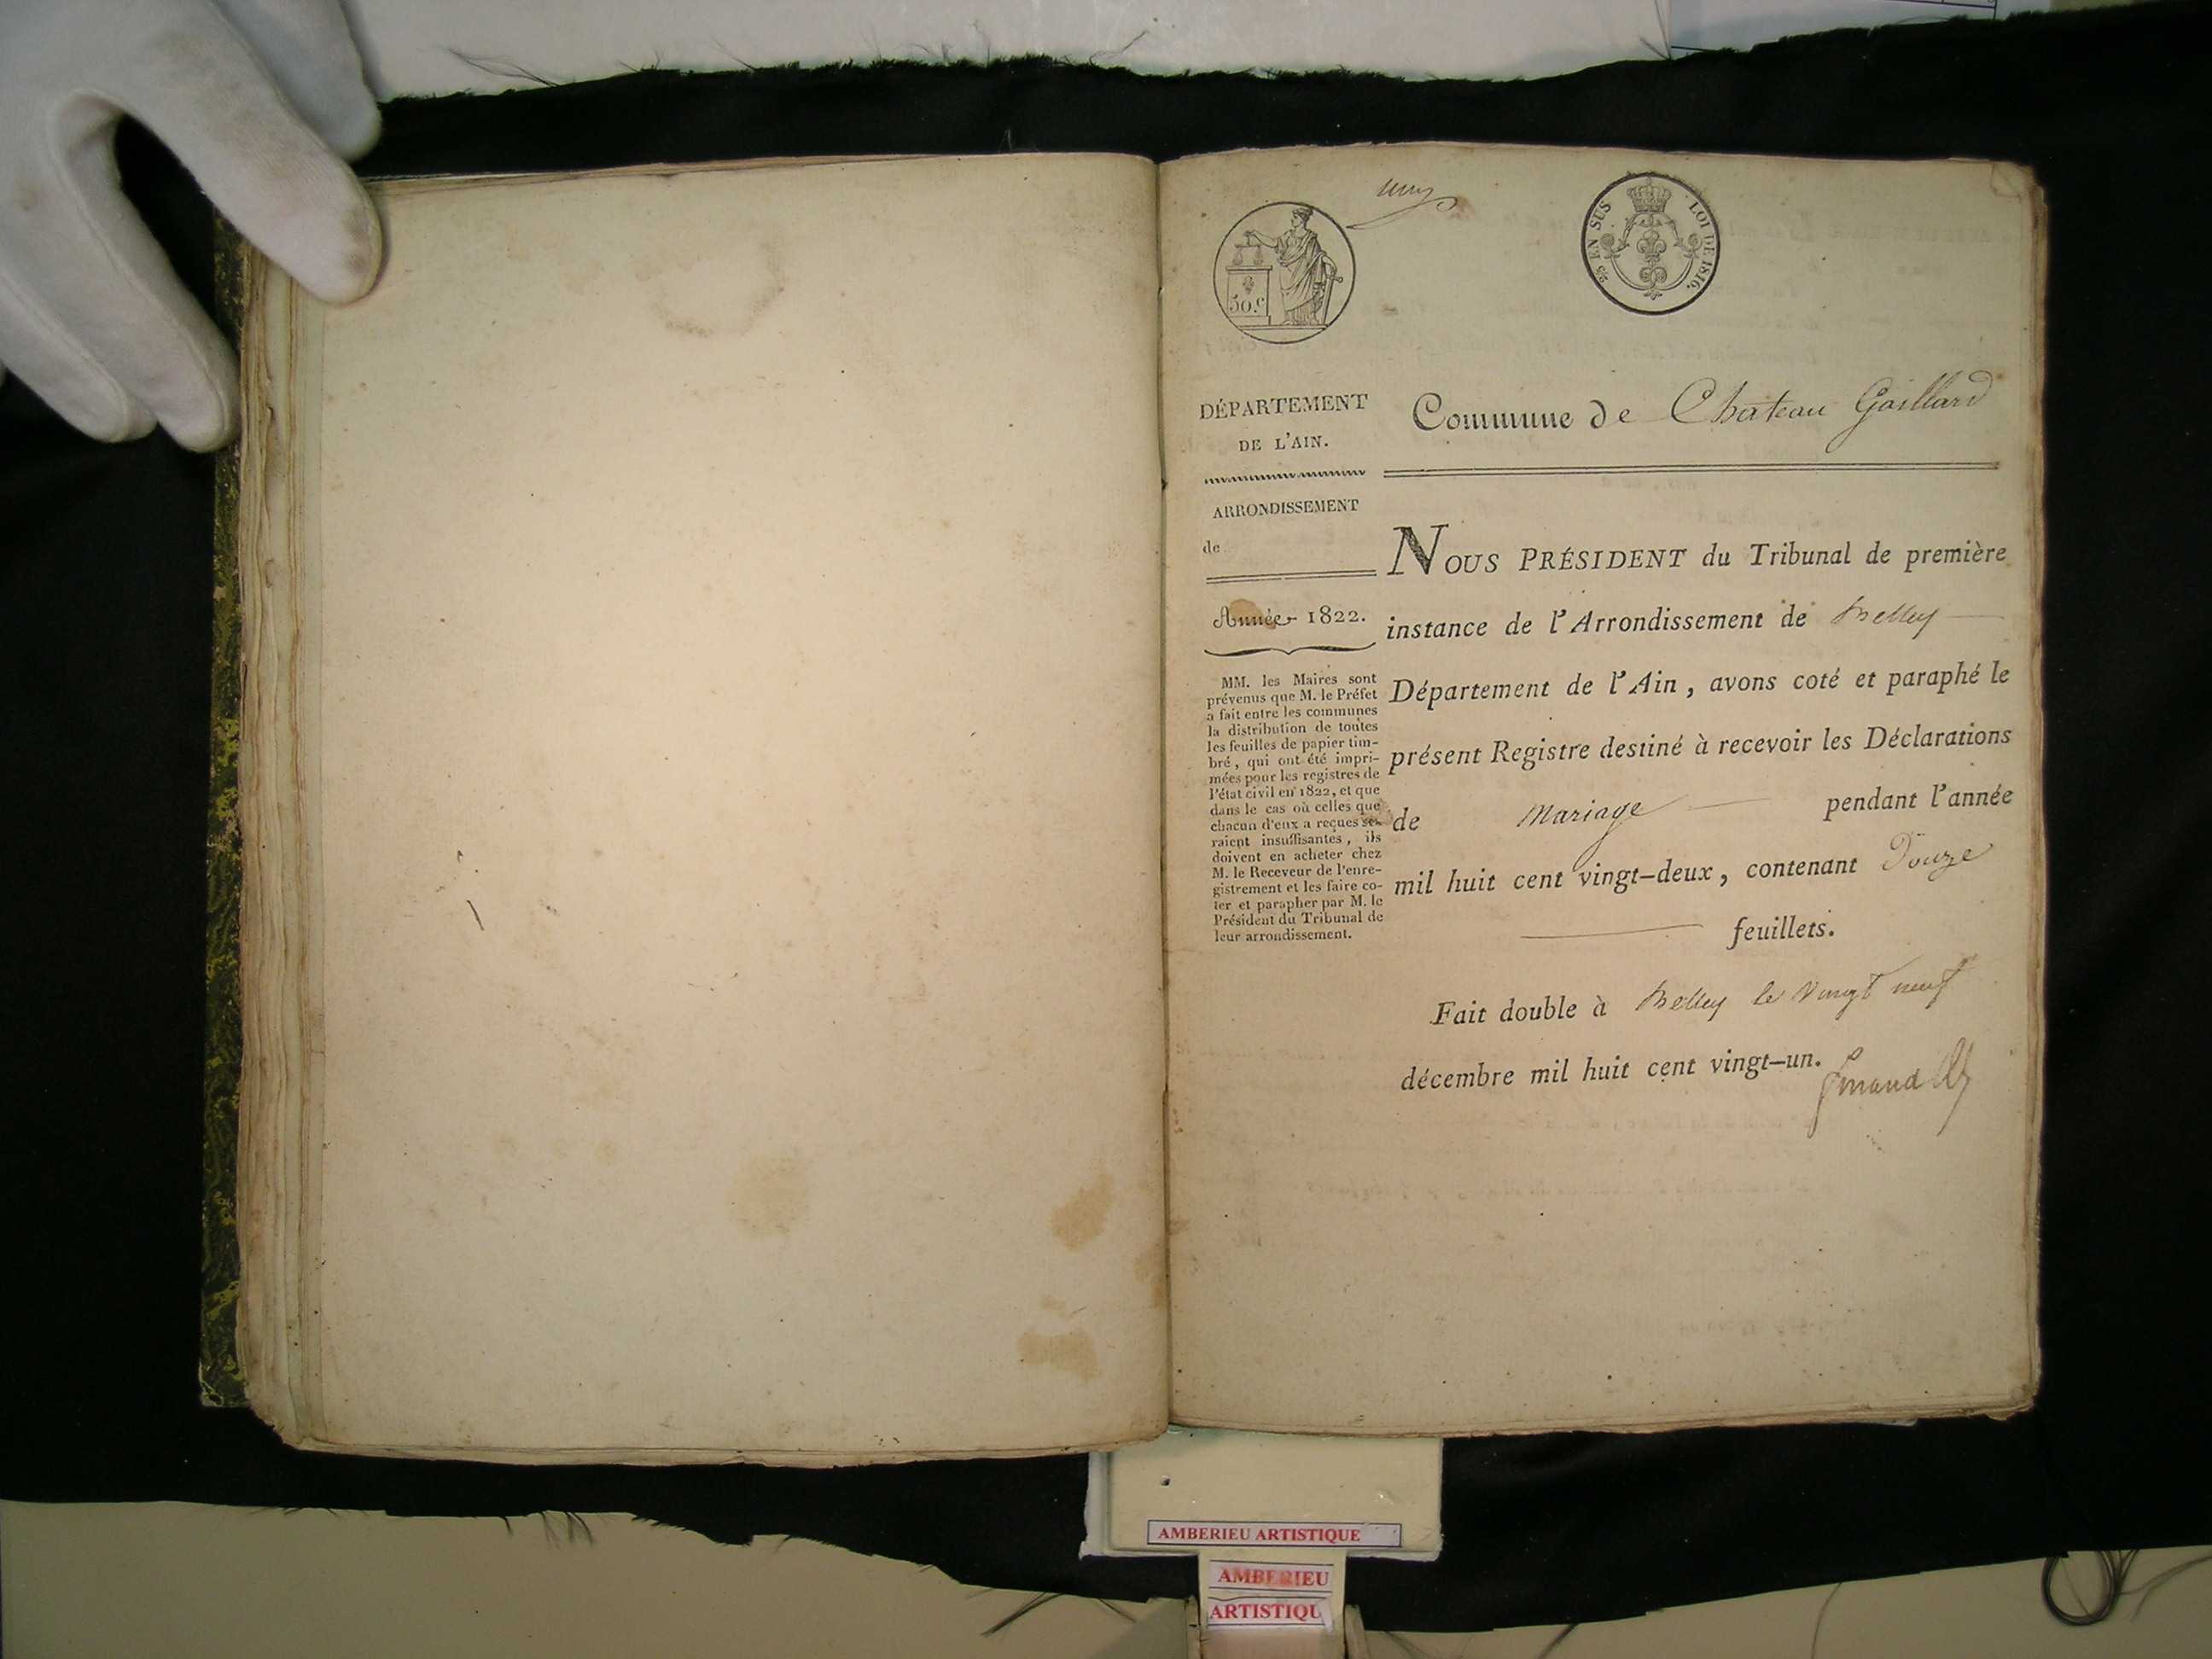 50.c
EN SUS LOI DE 1816.
DÉPARTEMENT
DE L'AIN.
ARRONDISSEMENT
de
Année 1822.
MM. les Maires sont
prévenus que M. le Préfet
a fait entre les communes
la distribution de toutes
les feuilles de papier tim-
bré, qui ont été impri-
mées pour les registres de
l'état civil en 1822, et que
dans le cas où celles que
chacun d'eux a reçues se-
raient insuffisantes, ils
doivent en acheter chez
M. le Receveur de l'enre-
gistrement et les faire co-
ter et parapher par M. le
Président du Tribunal de
leur arrondissement.
Commune de Chateau Gaillard
NOUS PRÉSIDENT du Tribunal de première
instance de l'Arrondissement de Belley
Département de l'Ain, avons coté et paraphé le
présent Registre destiné à recevoir les Déclarations
de Mariage pendant l'année
mil huit cent vingt-deux, contenant Douze
feuillets.
Fait double à Belley le vingt neuf
décembre mil huit cent vingt-un.
AMBERIEU ARTISTIQUE
AMBERIEU
ARTISTIQU